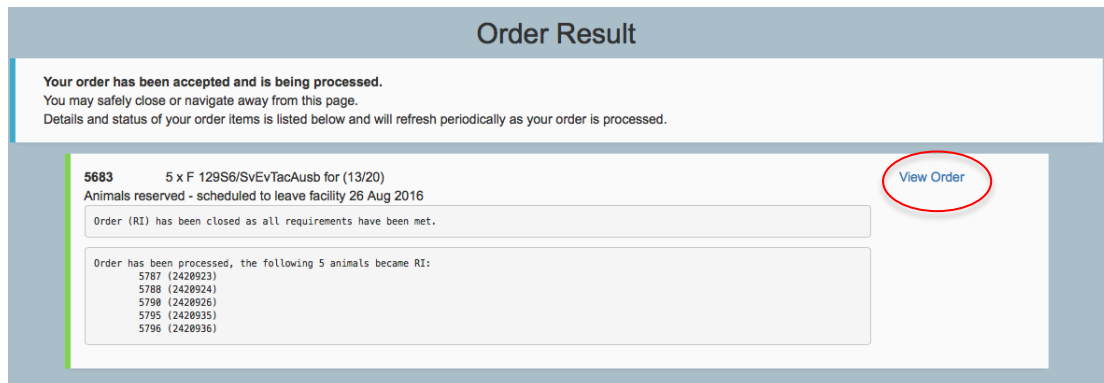 Order Result
Your order has been accepted and is being processed.
You may safely close or navigate away from this page.
Details and status of your order items is listed below and will refresh periodically as your order is processed.
5683 5 x F 129S6/SvEvTacAusb for (13/20) View Order
Animals reserved - scheduled to leave facility 26 Aug 2016
Order (RI) has been closed as all requirements have been met.
Order has been processed, the following 5 animals became RI:
5787 (2420923)
5788 (2420924)
5790 (2420926)
5795 (2420935)
5796 (2420936)